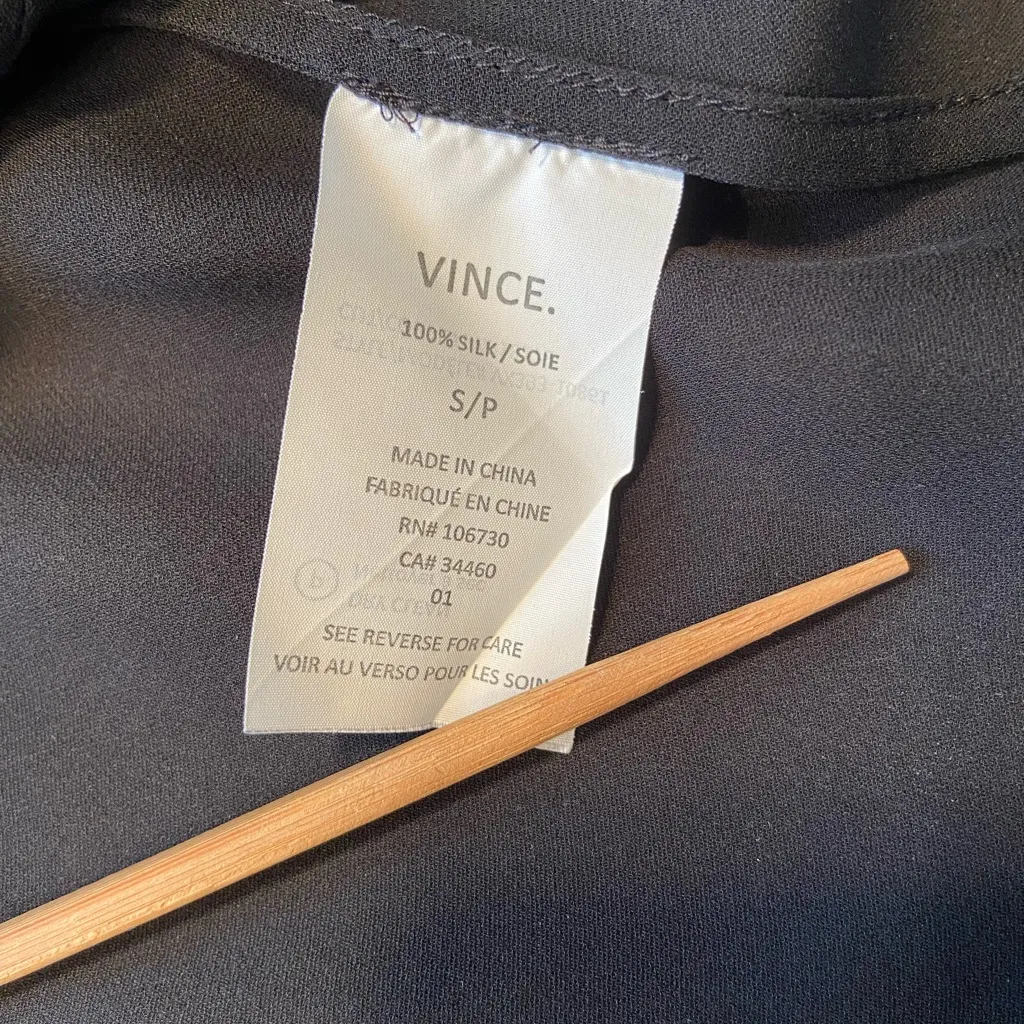 VINCE.
100% SILK / SOIE
S/P
MADE IN CHINA
FABRIQUÉ EN CHINE
RN# 106730
CA# 34460
01
SEE REVERSE FOR CARE
VOIR AU VERSO POUR LES